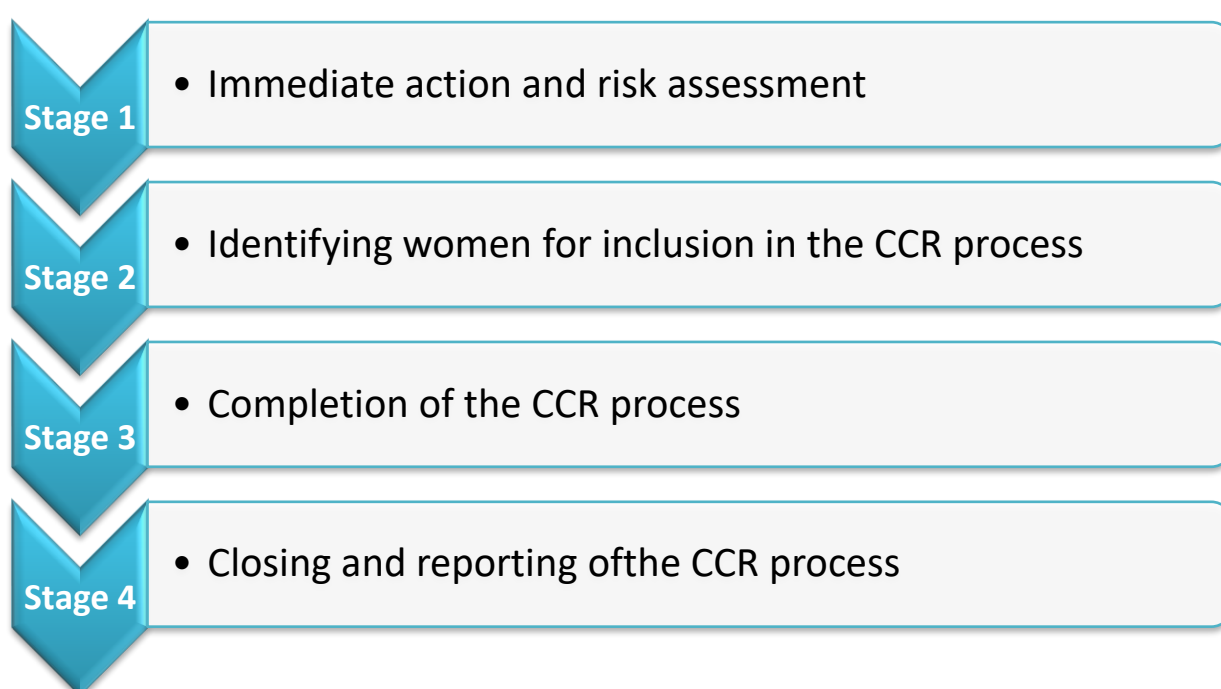 Stage 1
• Immediate action and risk assessment
Stage 2
• Identifying women for inclusion in the CCR process
Stage 3
• Completion of the CCR process
Stage 4
• Closing and reporting ofthe CCR process